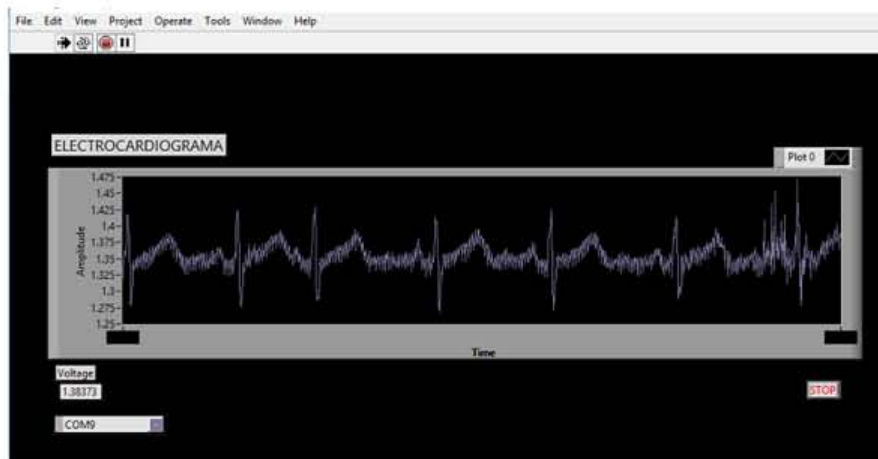 File Edit View Project Operate Tools Window Help
ELECTROCARDIOGRAMA
Plot 0
1.475
1.45
1.425
1.4
1.375
1.35
1.325
1.3
1.275
1.25
Amplitude
Time
Voltage
1.38373
STOP
COM9